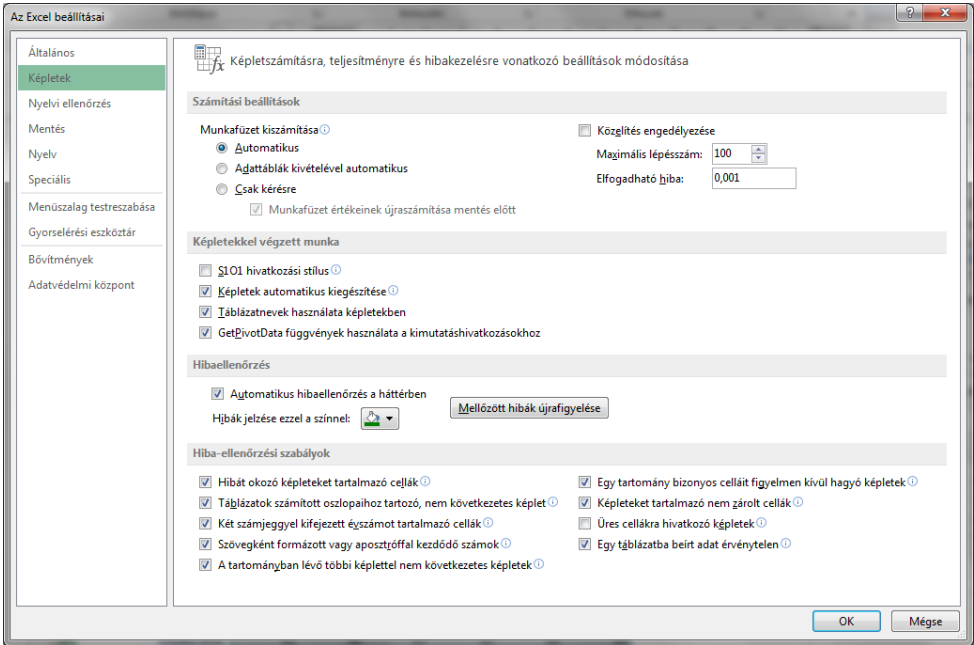 Az Excel beállításai
Általános
Képletek
Nyelvi ellenőrzés
Mentés
Nyelv
Speciális
Menüszalag testreszabása
Gyorselérési eszköztár
Bővítmények
Adatvédelmi központ
Képletszámításra, teljesítményre és hibakezelésre vonatkozó beállítások módosítása
Számítási beállítások
Munkafüzet kiszámítása
Automatikus
Adattáblák kivételével automatikus
Csak kérésre
Munkafüzet értékeinek újraszámítása mentés előtt
Közelítés engedélyezése
Maximális lépésszám: 100
Elfogadható hiba: 0,001
Képletekkel végzett munka
S1O1 hivatkozási stílus
Képletek automatikus kiegészítése
Táblázatnevek használata képletekben
GetPivotData függvények használata a kimutatáshivatkozásokhoz
Hibaellenőrzés
Automatikus hibaellenőrzés a háttérben
Hibák jelzése ezzel a színnel:
Mellőzött hibák újrafigyelése
Hiba-ellenőrzési szabályok
Hibát okozó képleteket tartalmazó cellák
Táblázatok számított oszlopaihoz tartozó, nem következetes képlet
Két számjeggyel kifejezett évszámot tartalmazó cellák
Szövegként formázott vagy aposztróffal kezdődő számok
A tartományban lévő többi képlettel nem következetes képletek
Egy tartomány bizonyos celláit figyelmen kívül hagyó képletek
Képleteket tartalmazó nem zárolt cellák
Üres cellákra hivatkozó képletek
Egy táblázatba beírt adat érvénytelen
OK
Mégse